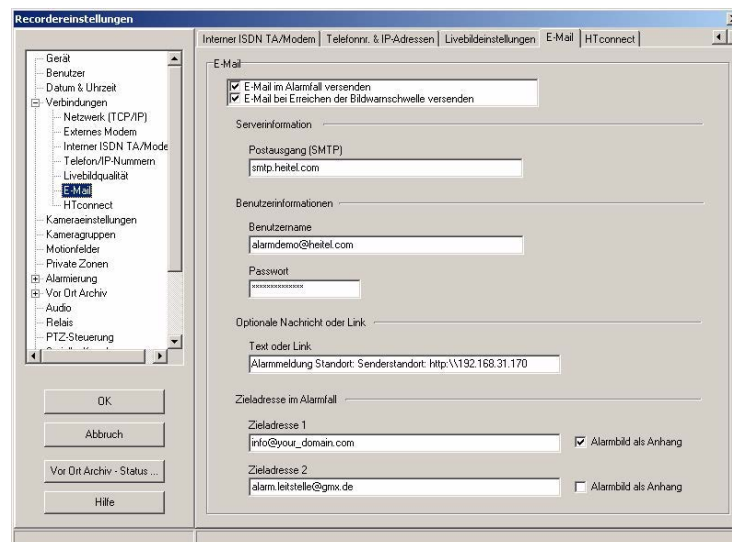 Recordereinstellungen
Interner ISDN TA/Modem Telefonnr. & IP-Adressen Livebildeinstellungen E-Mail HTconnect
Gerät
Benutzer
Datum & Uhrzeit
Verbindungen
Netzwerk (TCP/IP)
Externes Modem
Interner ISDN TA/Mode
Telefon/IP-Nummern
Livebildqualität
E-Mail
HTconnect
Kameraeinstellungen
Kameragruppen
Motionfelder
Private Zonen
Alarmierung
Vor Ort Archiv
Audio
Relais
PTZ-Steuerung
OK
Abbruch
Vor Ort Archiv - Status ...
Hilfe
E-Mail
E-Mail im Alarmfall versenden
E-Mail bei Erreichen der Bildwarnschwelle versenden
Serverinformation
Postausgang (SMTP)
smtp.heitel.com
Benutzerinformationen
Benutzername
alarmdemo@heitel.com
Passwort
**************
Optionale Nachricht oder Link
Text oder Link
Alarmmeldung Standort: Senderstandort: http:\\192.168.31.170
Zieladresse im Alarmfall
Zieladresse 1
info@your_domain.com
Alarmbild als Anhang
Zieladresse 2
alarm.leitstelle@gmx.de
Alarmbild als Anhang